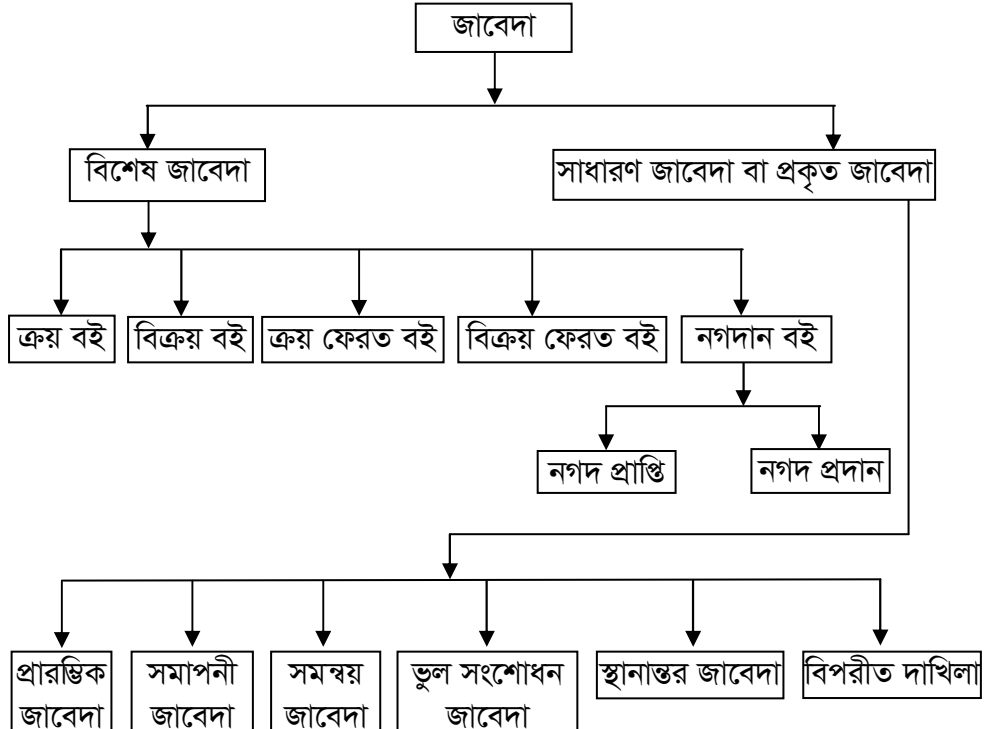 জাবেদা
বিশেষ জাবেদা
সাধারণ জাবেদা বা প্রকৃত জাবেদা
ক্রয় বই
বিক্রয় বই
ক্রয় ফেরত বই
বিক্রয় ফেরত বই
নগদান বই
নগদ প্রাপ্তি
নগদ প্রদান
প্রারম্ভিক
জাবেদা
সমাপনী
জাবেদা
সমন্বয়
জাবেদা
ভুল সংশোধন
জাবেদা
স্থানান্তর জাবেদা
বিপরীত দাখিলা